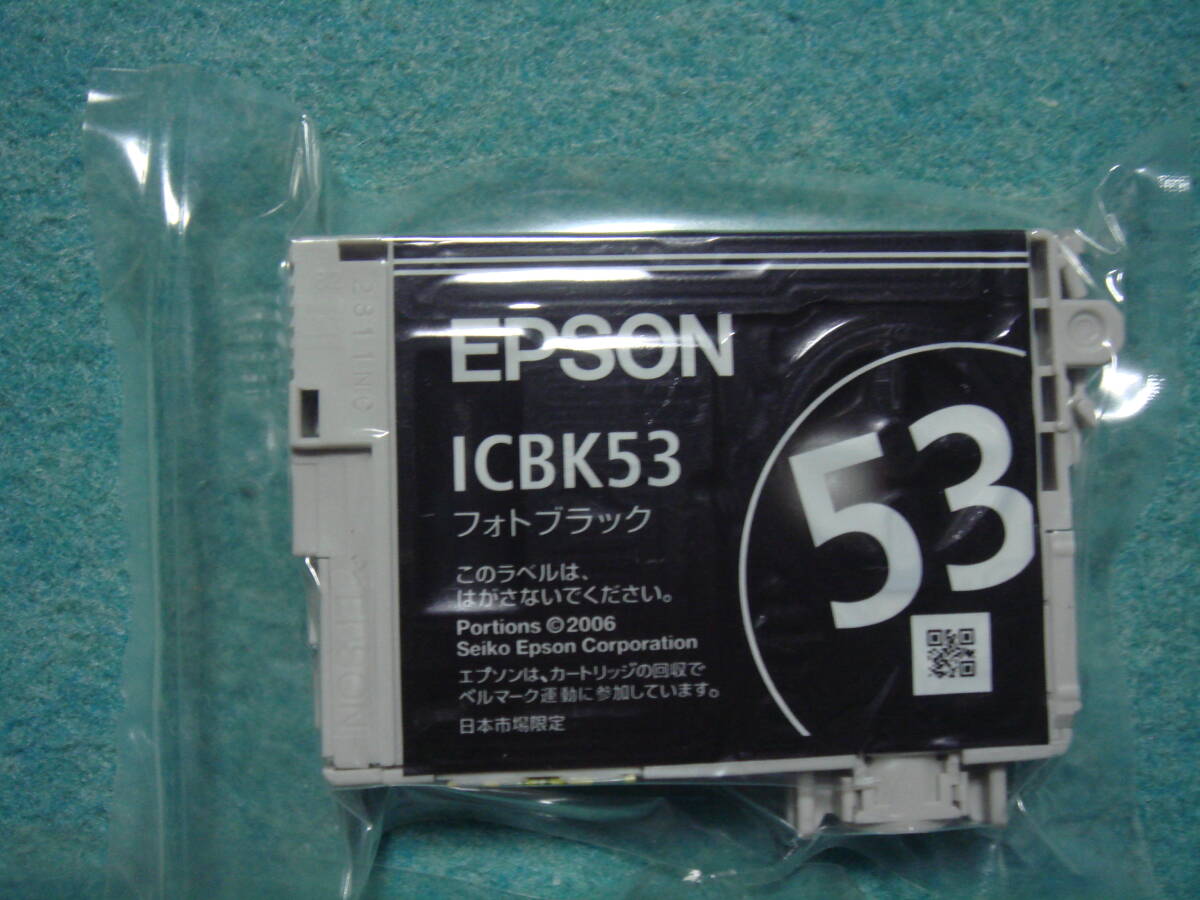 EPSON
ICBK53
フォトブラック
このラベルは、
はがさないでください。
Portions ©2006
Seiko Epson Corporation
エプソンは、カートリッジの回収で
ベルマーク運動に参加しています。
日本市場限定
53